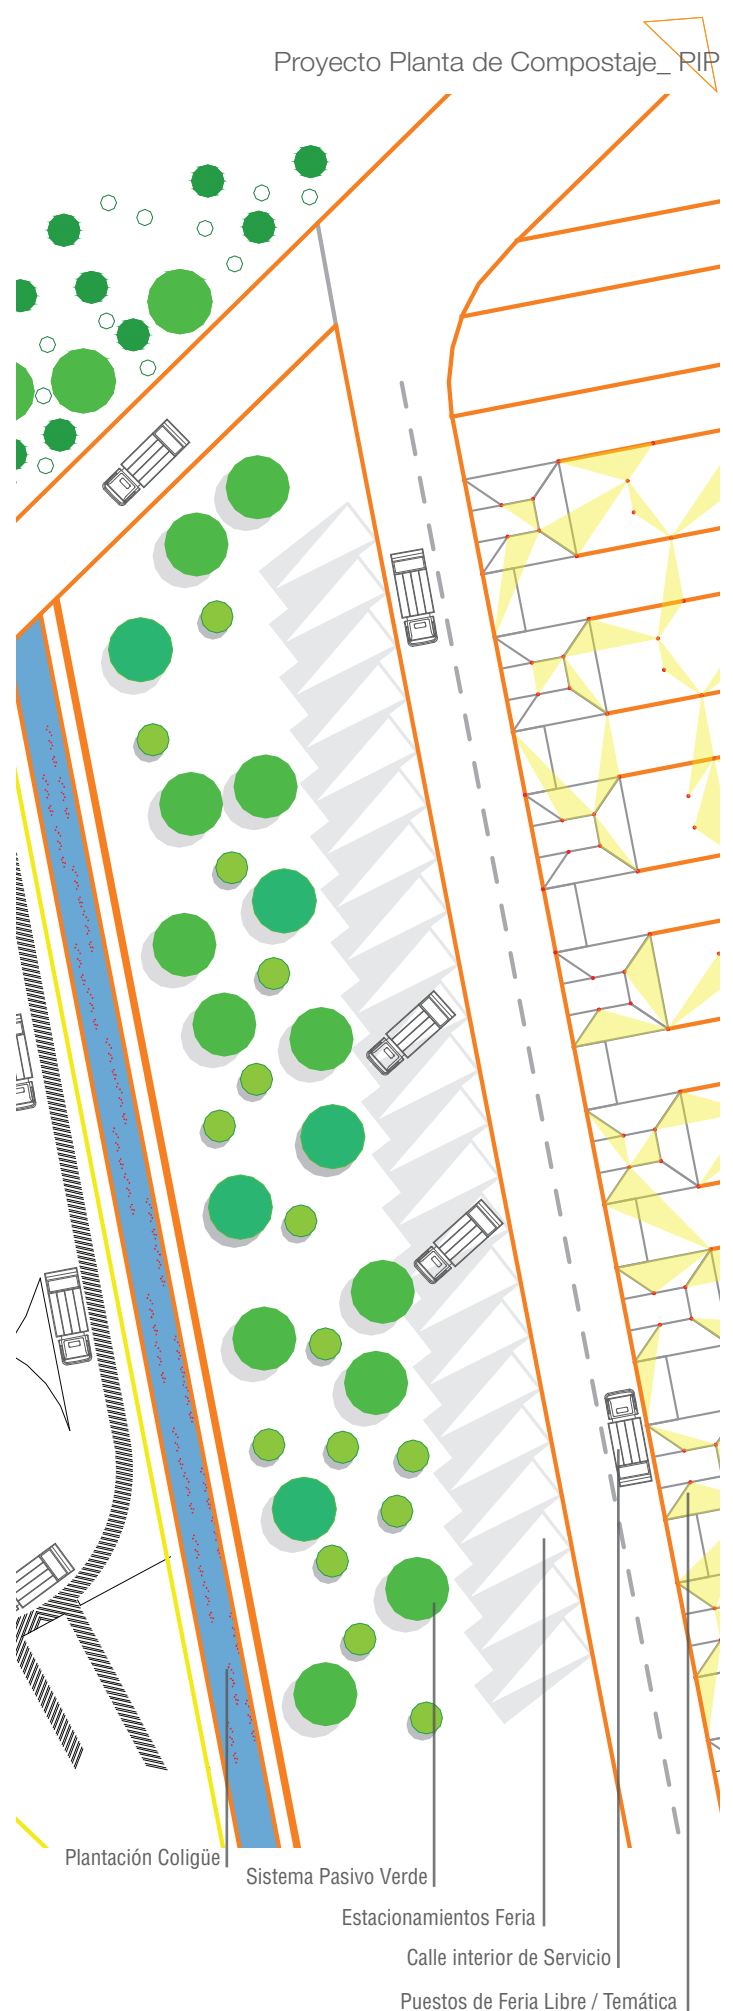 Proyecto Planta de Compostaje_ PIP
Plantación Coligüe
Sistema Pasivo Verde
Estacionamientos Feria
Calle interior de Servicio
Puestos de Feria Libre / Temática